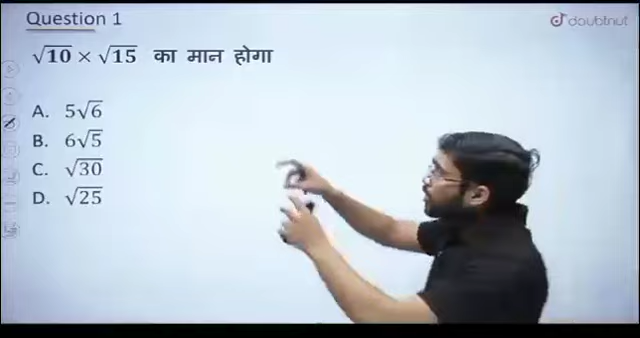 Question 1
doubtnut
√10 × √15 का मान होगा
A. 5√6
B. 6√5
C. √30
D. √25